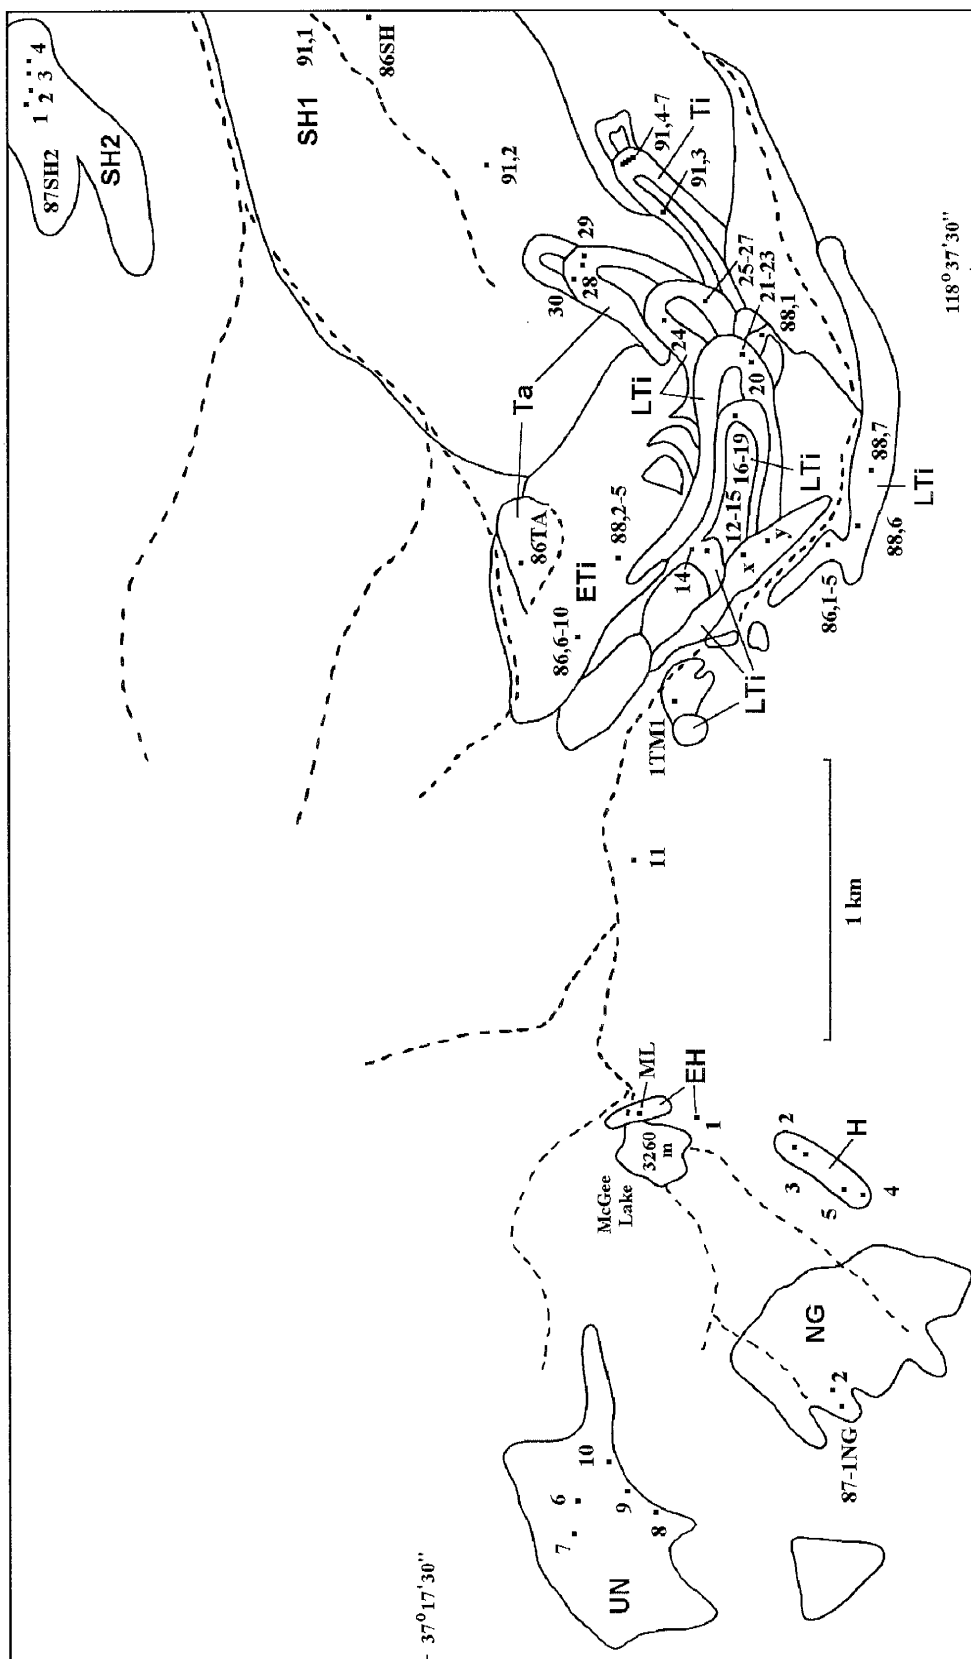 87SH2
1
2
3
4
SH2
SH1
91,1
86SH
91,2
91,4-7
Ti
91,3
30
28
29
Ta
86TA
ETi
88,2-5
86,6-10
LTi
24
25-27
21-23
88,1
20
16-19
12-15
LTi
14
x
y
88,7
LTi
88,6
86,1-5
LTi
1TM1
118°37'30"
11
1 km
ML
EH
1
McGee
Lake
3260
m
2
3
H
5
4
NG
2
87-1NG
10
6
7
9
8
UN
37°17'30"